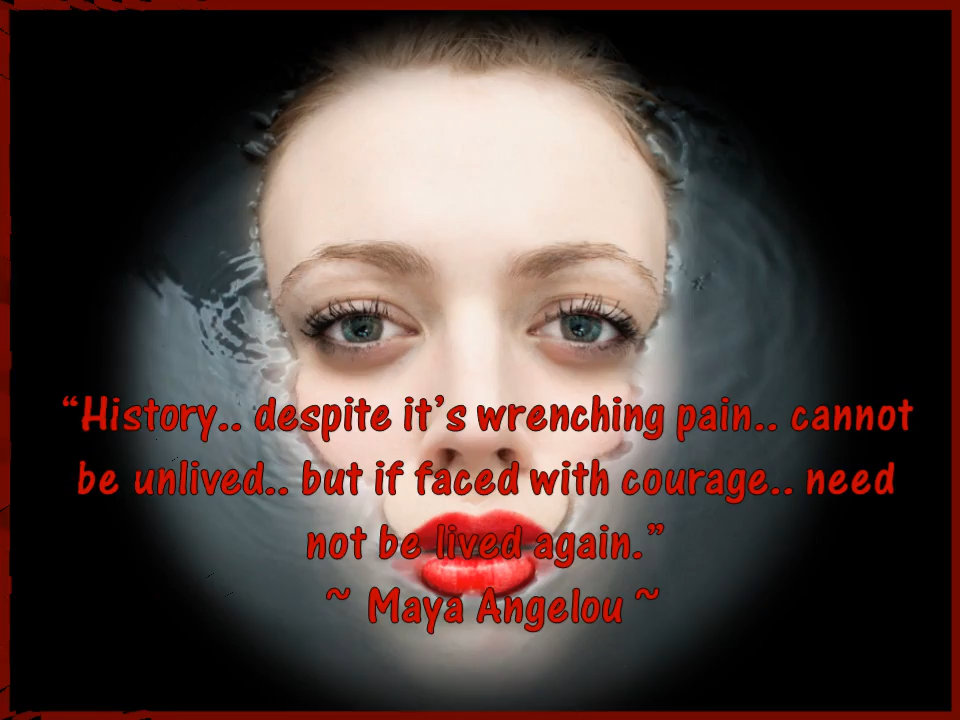 “History.. despite it’s wrenching pain.. cannot
be unlived.. but if faced with courage.. need
not be lived again.”
~ Maya Angelou ~